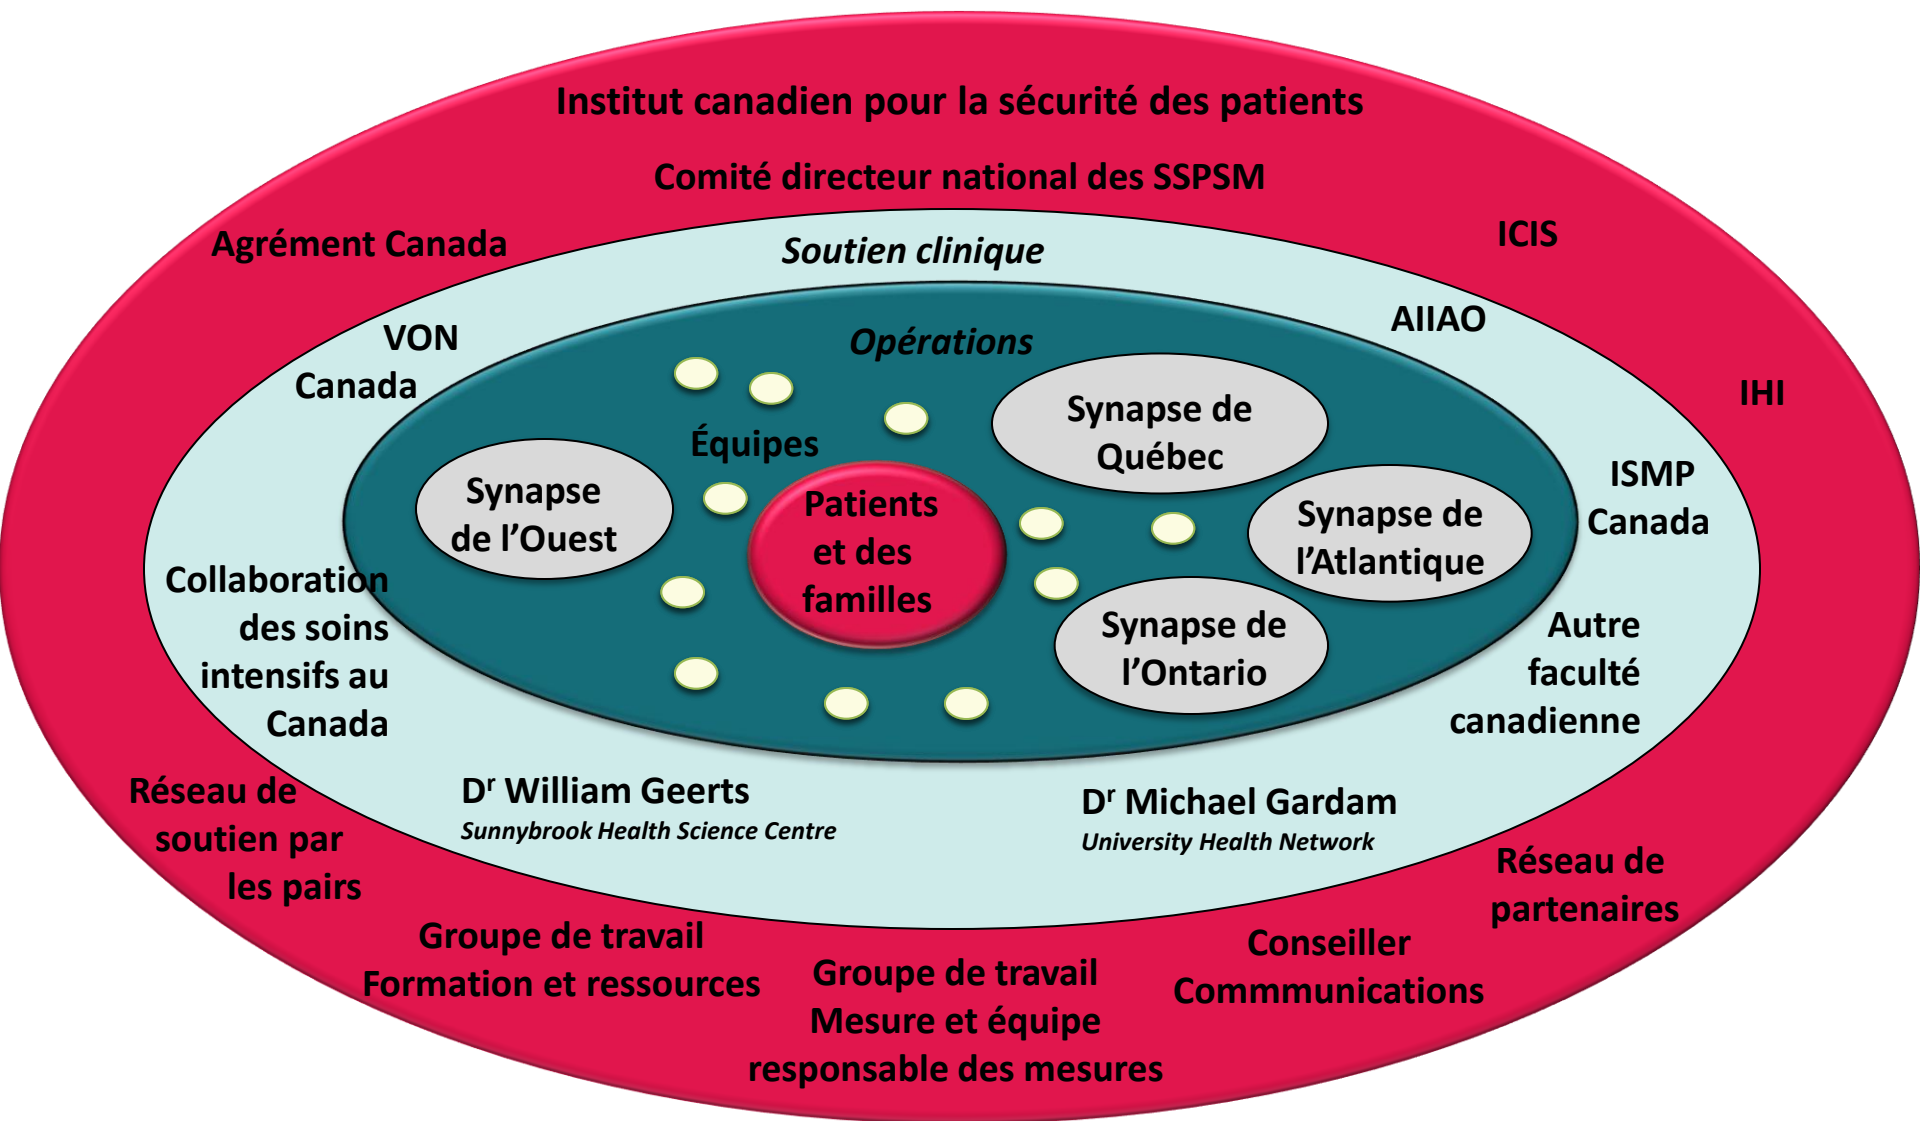 Institut canadien pour la sécurité des patients
Comité directeur national des SSPSM
Agrément Canada
ICIS
IHI
Soutien clinique
VON
Canada
AIIAO
ISMP
Canada
Opérations
Équipes
Synapse de
Québec
Synapse
de l’Ouest
Patients
et des
familles
Synapse de
l’Atlantique
Synapse de
l’Ontario
Collaboration
des soins
intensifs au
Canada
Autre
faculté
canadienne
Dr William Geerts
Sunnybrook Health Science Centre
Dr Michael Gardam
University Health Network
Réseau de
soutien par
les pairs
Groupe de travail
Formation et ressources
Groupe de travail
Mesure et équipe
responsable des mesures
Conseiller
Commmunications
Réseau de
partenaires